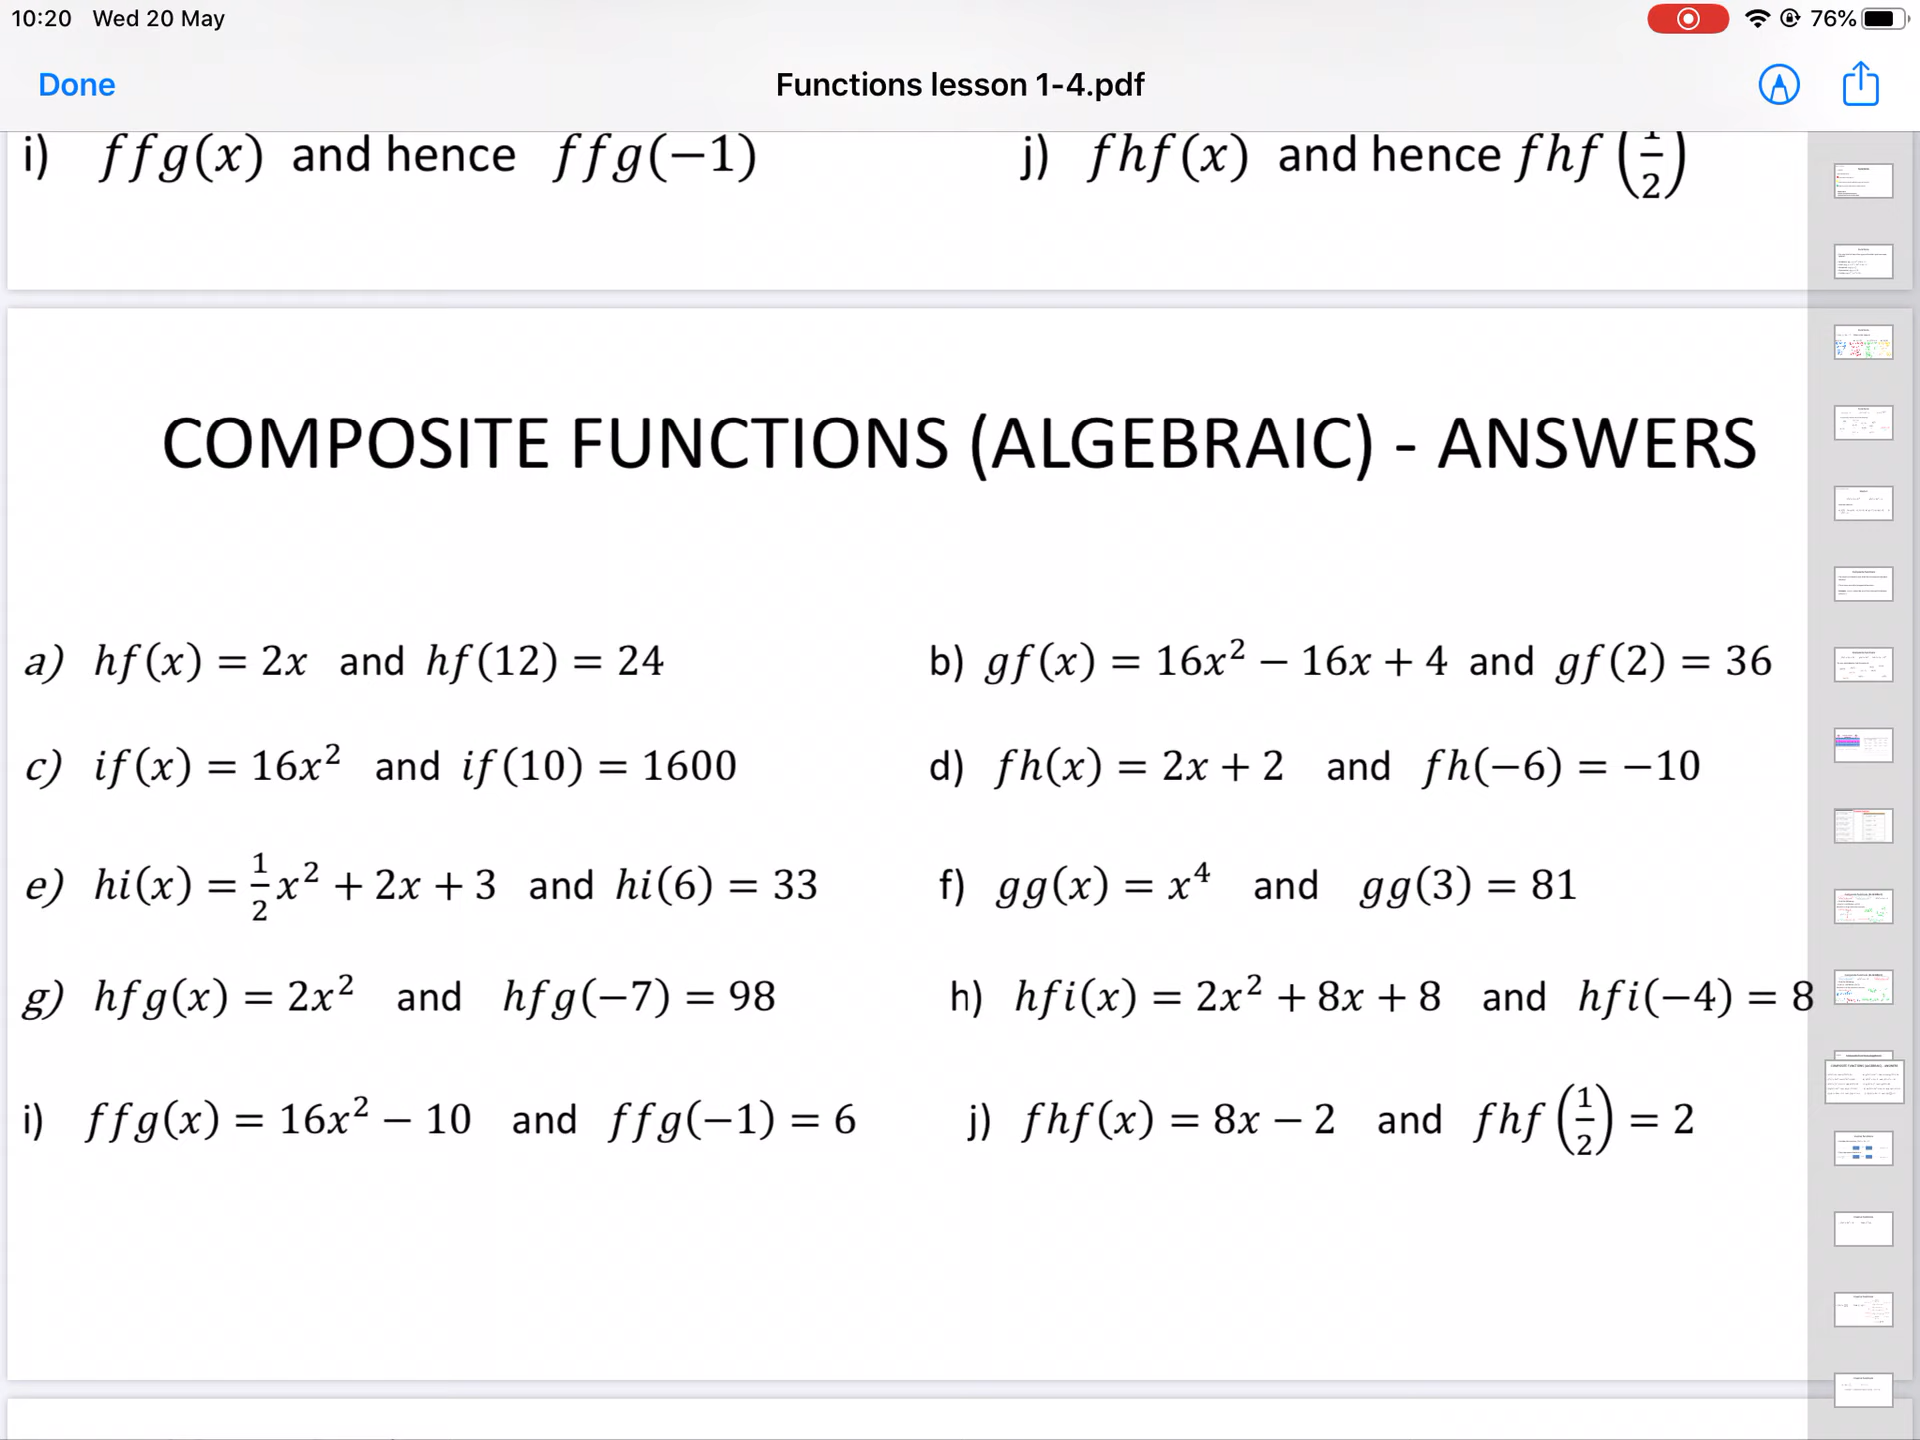 10:20 Wed 20 May 76%
Done Functions lesson 1-4.pdf
i) ffg(x) and hence ffg(−1) j) fhf(x) and hence fhf(1/2)
COMPOSITE FUNCTIONS (ALGEBRAIC) - ANSWERS
a) hf(x) = 2x and hf(12) = 24 b) gf(x) = 16x² − 16x + 4 and gf(2) = 36
c) if(x) = 16x² and if(10) = 1600 d) fh(x) = 2x + 2 and fh(−6) = −10
e) hi(x) = 1/2 x² + 2x + 3 and hi(6) = 33 f) gg(x) = x⁴ and gg(3) = 81
g) hfg(x) = 2x² and hfg(−7) = 98 h) hfi(x) = 2x² + 8x + 8 and hfi(−4) = 8
i) ffg(x) = 16x² − 10 and ffg(−1) = 6 j) fhf(x) = 8x − 2 and fhf(1/2) = 2